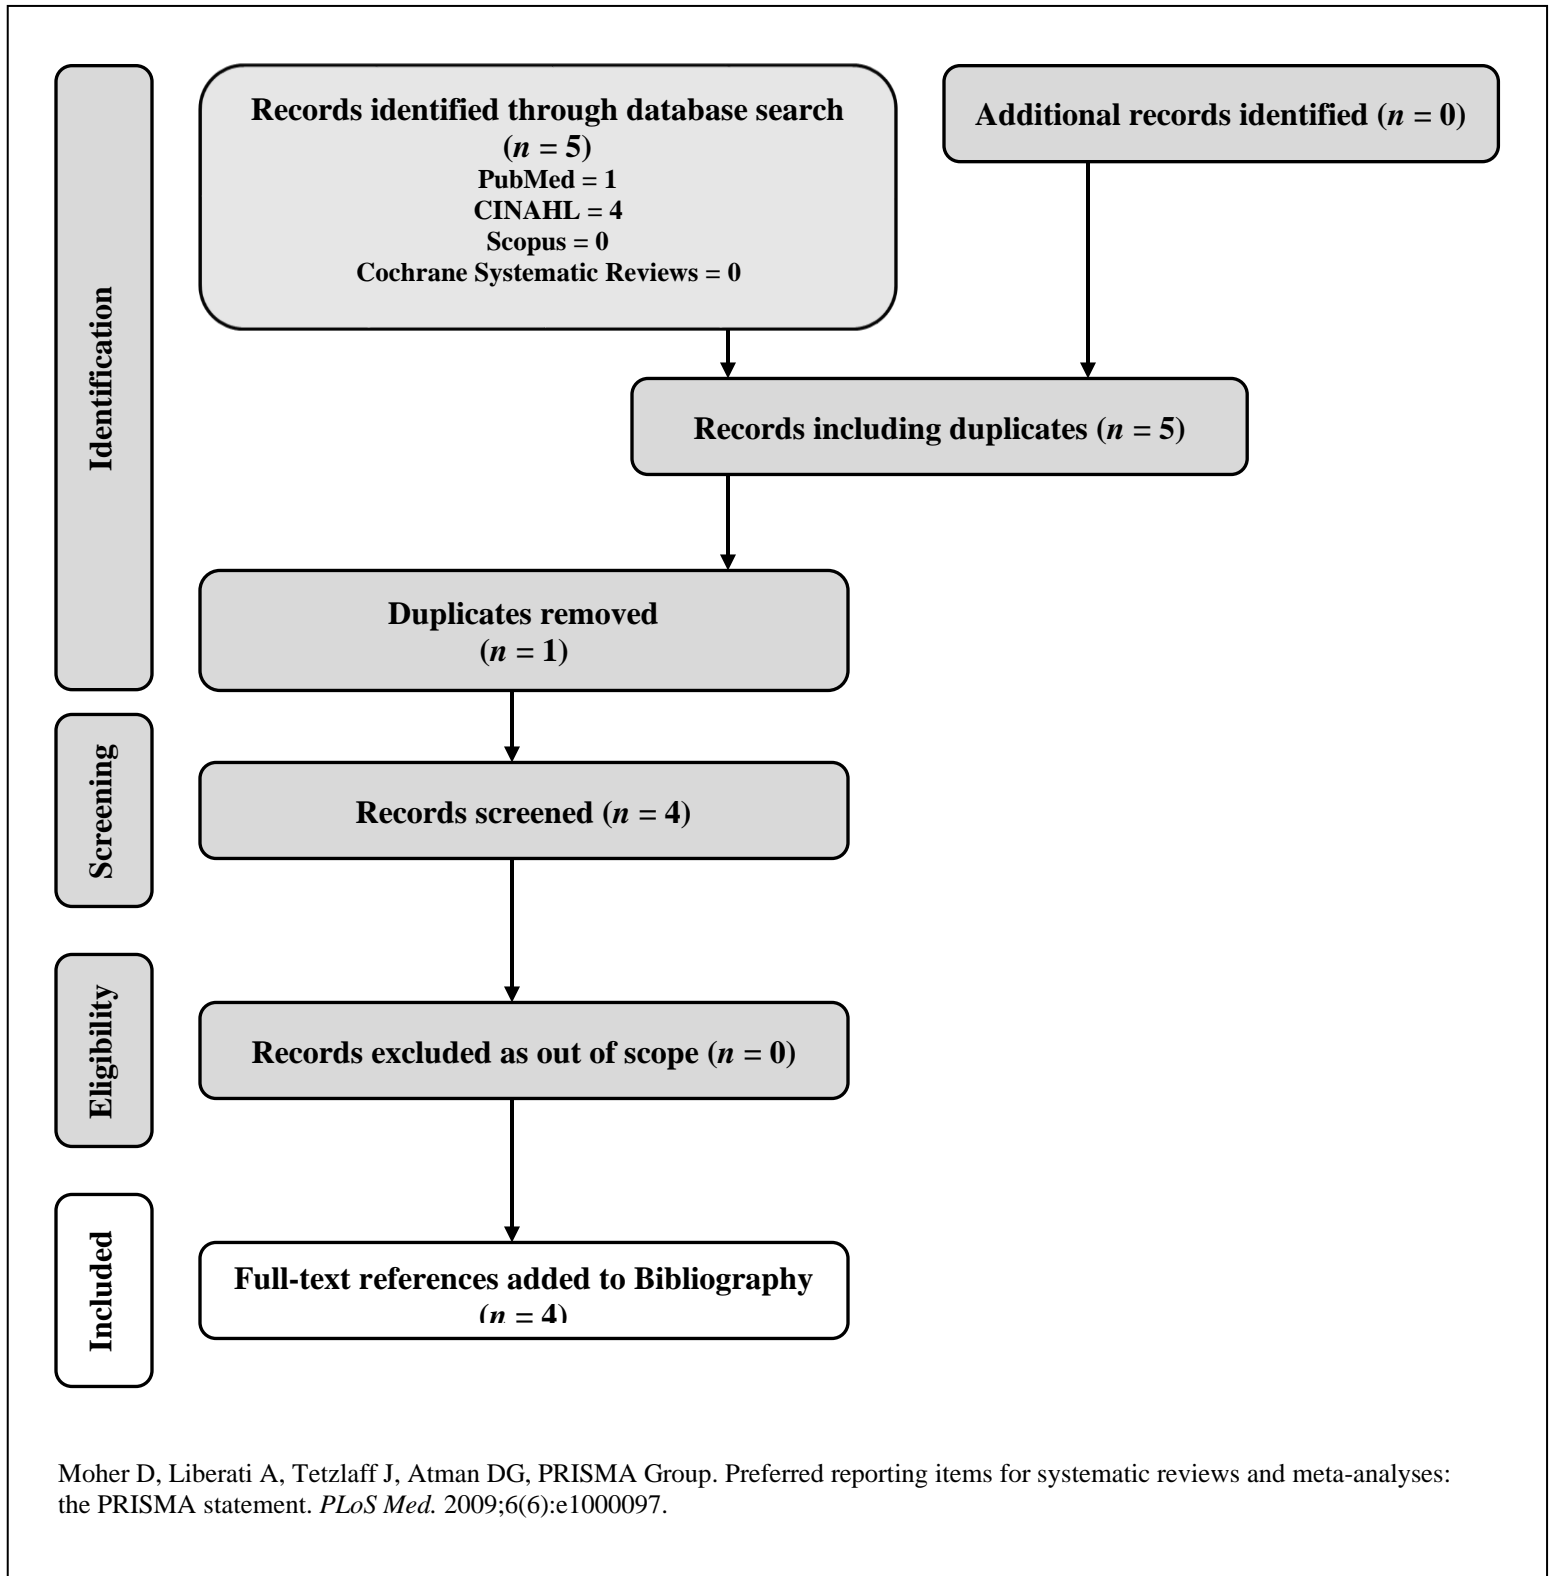 Identification
Records identified through database search
(n = 5)
PubMed = 1
CINAHL = 4
Scopus = 0
Cochrane Systematic Reviews = 0
Additional records identified (n = 0)
Records including duplicates (n = 5)
Duplicates removed
(n = 1)
Screening
Records screened (n = 4)
Eligibility
Records excluded as out of scope (n = 0)
Included
Full-text references added to Bibliography
(n = 4)
Moher D, Liberati A, Tetzlaff J, Atman DG, PRISMA Group. Preferred reporting items for systematic reviews and meta-analyses:
the PRISMA statement. PLoS Med. 2009;6(6):e1000097.